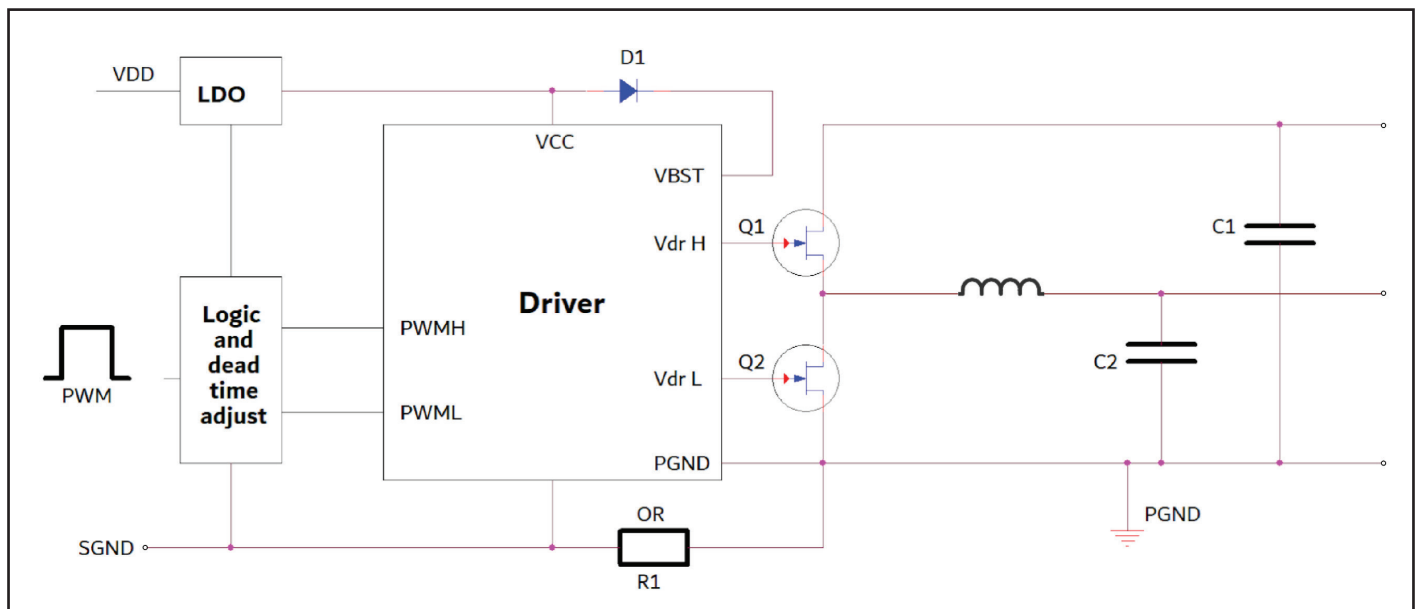 D1
VDD
LDO
VCC
VBST
Q1
Vdr H
C1
Driver
Logic
and
dead
time
adjust
PWMH
PWM
PWML
Q2
Vdr L
C2
PGND
OR
PGND
SGND
R1